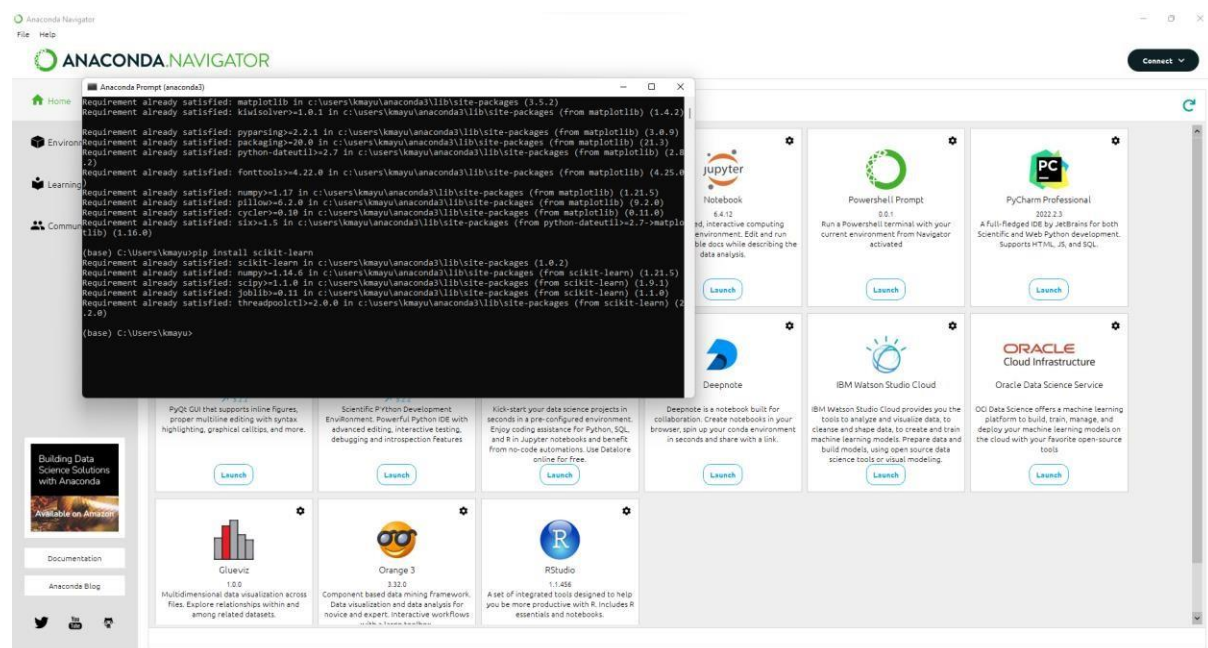 Anaconda Navigator
File Help
ANACONDA.NAVIGATOR
Connect
Home
Environ
Learning
Commun
Anaconda Prompt (anaconda3)
Requirement already satisfied: matplotlib in c:\users\kmayu\anaconda3\lib\site-packages (3.5.2)
Requirement already satisfied: kiwisolver>=1.0.1 in c:\users\kmayu\anaconda3\lib\site-packages (from matplotlib) (1.4.2)
Requirement already satisfied: pyparsing>=2.2.1 in c:\users\kmayu\anaconda3\lib\site-packages (from matplotlib) (3.0.9)
Requirement already satisfied: packaging>=20.0 in c:\users\kmayu\anaconda3\lib\site-packages (from matplotlib) (21.3)
Requirement already satisfied: python-dateutil>=2.7 in c:\users\kmayu\anaconda3\lib\site-packages (from matplotlib) (2.8
.2)
Requirement already satisfied: fonttools>=4.22.0 in c:\users\kmayu\anaconda3\lib\site-packages (from matplotlib) (4.25.0
)
Requirement already satisfied: numpy>=1.17 in c:\users\kmayu\anaconda3\lib\site-packages (from matplotlib) (1.21.5)
Requirement already satisfied: pillow>=6.2.0 in c:\users\kmayu\anaconda3\lib\site-packages (from matplotlib) (9.2.0)
Requirement already satisfied: cycler>=0.10 in c:\users\kmayu\anaconda3\lib\site-packages (from matplotlib) (0.11.0)
Requirement already satisfied: six>=1.5 in c:\users\kmayu\anaconda3\lib\site-packages (from python-dateutil>=2.7->matplo
tlib) (1.16.0)
(base) C:\Users\kmayu>pip install scikit-learn
Requirement already satisfied: scikit-learn in c:\users\kmayu\anaconda3\lib\site-packages (1.0.2)
Requirement already satisfied: numpy>=1.14.6 in c:\users\kmayu\anaconda3\lib\site-packages (from scikit-learn) (1.21.5)
Requirement already satisfied: scipy>=1.1.0 in c:\users\kmayu\anaconda3\lib\site-packages (from scikit-learn) (1.9.1)
Requirement already satisfied: joblib>=0.11 in c:\users\kmayu\anaconda3\lib\site-packages (from scikit-learn) (1.1.0)
Requirement already satisfied: threadpoolctl>=2.0.0 in c:\users\kmayu\anaconda3\lib\site-packages (from scikit-learn) (2
.2.0)
(base) C:\Users\kmayu>
jupyter
Notebook
6.4.12
ed, interactive computing
environment. Edit and run
ble docs while describing the
data analysis.
Launch
Powershell Prompt
0.0.1
Run a Powershell terminal with your
current environment from Navigator
activated
Launch
PC
PyCharm Professional
2022.2.3
A full-fledged IDE by JetBrains for both
Scientific and Web Python development.
Supports HTML, JS, and SQL.
Launch
PyQt GUI that supports inline figures,
proper multiline editing with syntax
highlighting, graphical calltips, and more.
Launch
Scientific PYthon Development
EnviRonment. Powerful Python IDE with
advanced editing, interactive testing,
debugging and introspection features
Launch
Kick-start your data science projects in
seconds in a pre-configured environment.
Enjoy coding assistance for Python, SQL,
and R in Jupyter notebooks and benefit
from no-code automations. Use Datalore
online for free.
Launch
Deepnote
Deepnote is a notebook built for
collaboration. Create notebooks in your
browser, spin up your conda environment
in seconds and share with a link.
Launch
IBM Watson Studio Cloud
IBM Watson Studio Cloud provides you the
tools to analyze and visualize data, to
cleanse and shape data, to create and train
machine learning models. Prepare data and
build models, using open source data
science tools or visual modeling.
Launch
ORACLE
Cloud Infrastructure
Oracle Data Science Service
OCI Data Science offers a machine learning
platform to build, train, manage, and
deploy your machine learning models on
the cloud with your favorite open-source
tools
Launch
Building Data
Science Solutions
with Anaconda
Available on Amazon
Documentation
Anaconda Blog
You
Tube
Glueviz
1.0.0
Multidimensional data visualization across
files. Explore relationships within and
among related datasets.
Orange 3
3.32.0
Component based data mining framework.
Data visualization and data analysis for
novice and expert. Interactive workflows
R
RStudio
1.1.456
A set of integrated tools designed to help
you be more productive with R. Includes R
essentials and notebooks.